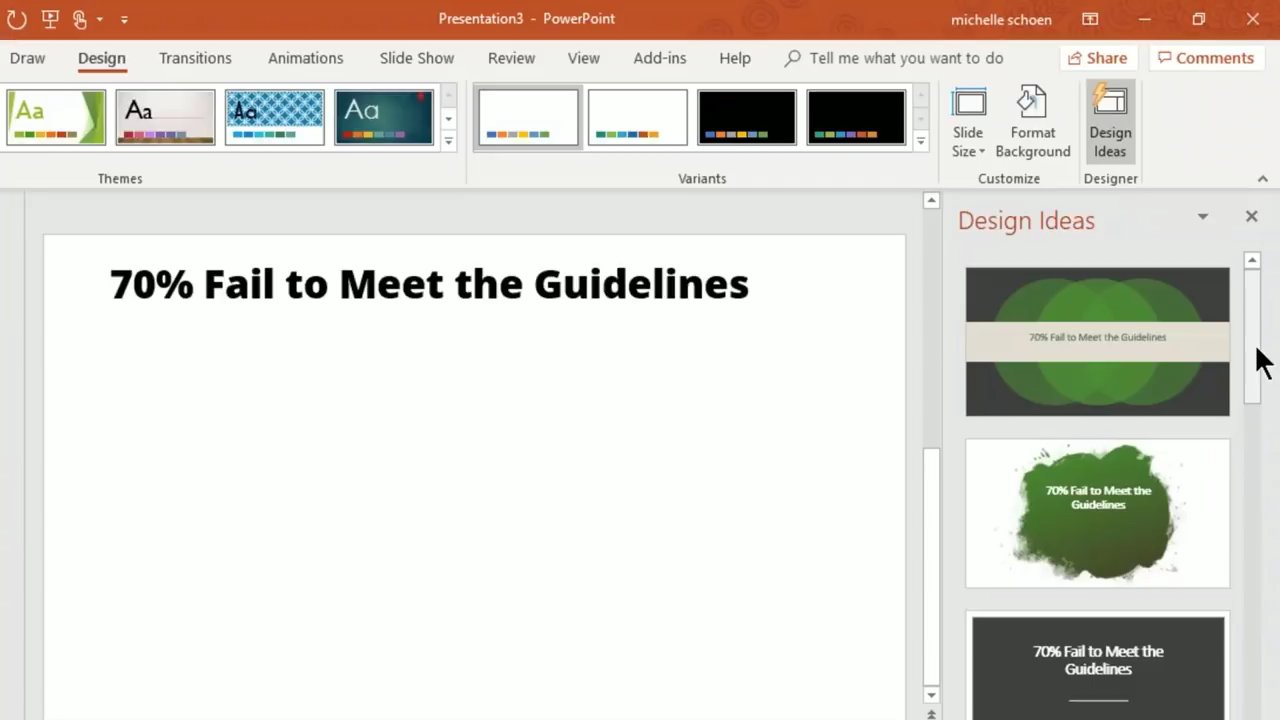 Presentation3 - PowerPoint
michelle schoen
Draw
Design
Transitions
Animations
Slide Show
Review
View
Add-ins
Help
Tell me what you want to do
Share
Comments
Aa
Aa
Aa
Aa
Slide
Size
Format
Background
Design
Ideas
Themes
Variants
Customize
Designer
70% Fail to Meet the Guidelines
Design Ideas
70% Fail to Meet the Guidelines
70% Fail to Meet the
Guidelines
70% Fail to Meet the
Guidelines